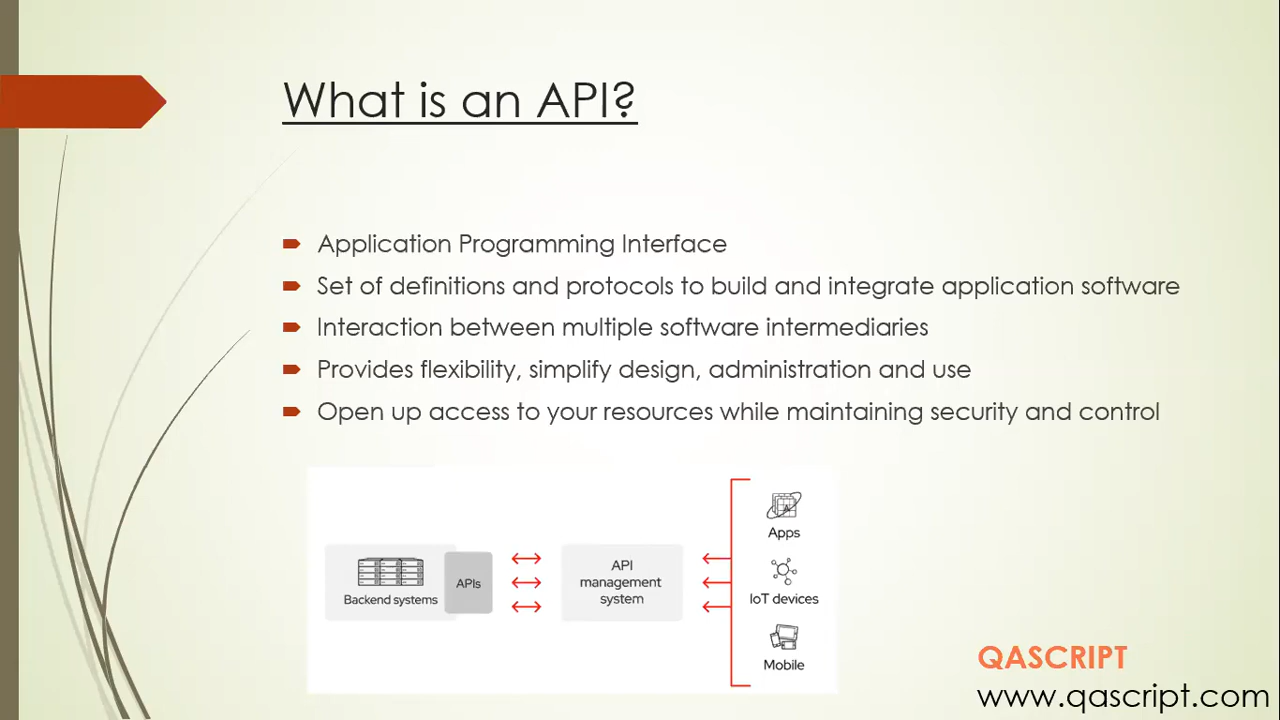 What is an API?
Application Programming Interface
Set of definitions and protocols to build and integrate application software
Interaction between multiple software intermediaries
Provides flexibility, simplify design, administration and use
Open up access to your resources while maintaining security and control
Backend systems
APIs
API
management
system
Apps
IoT devices
Mobile
QASCRIPT
www.qascript.com